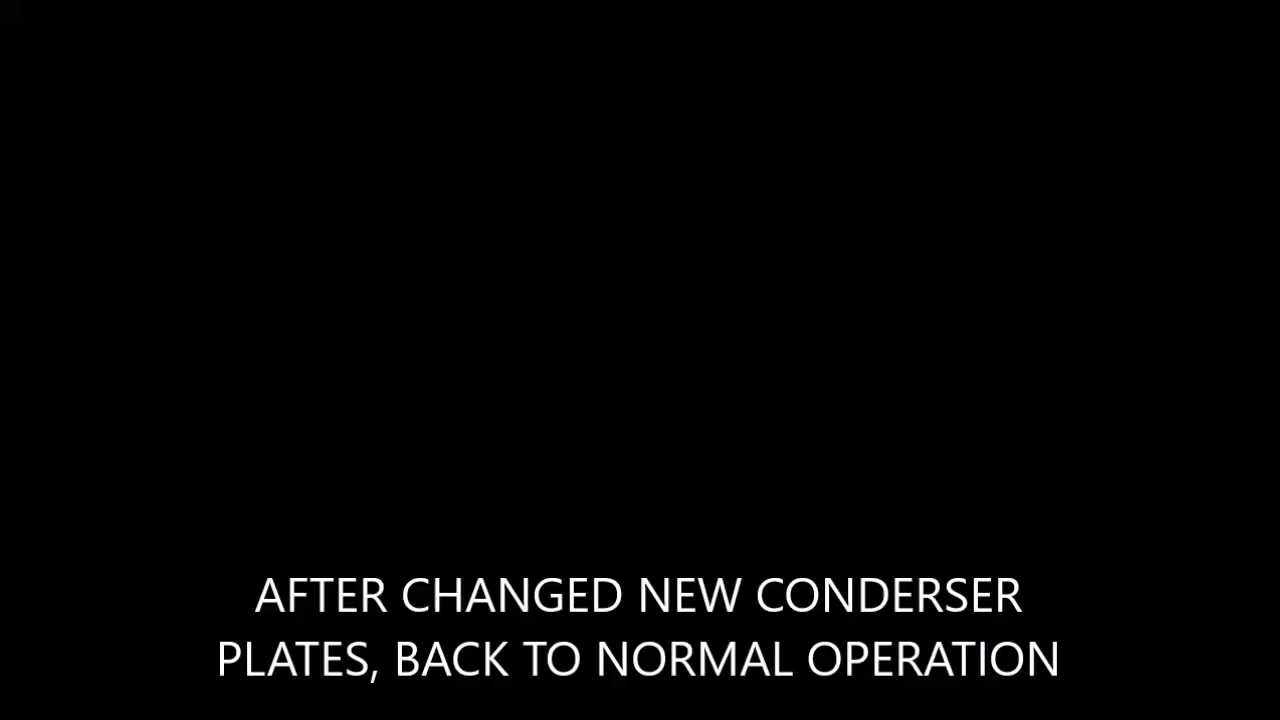 AFTER CHANGED NEW CONDERSER
PLATES, BACK TO NORMAL OPERATION